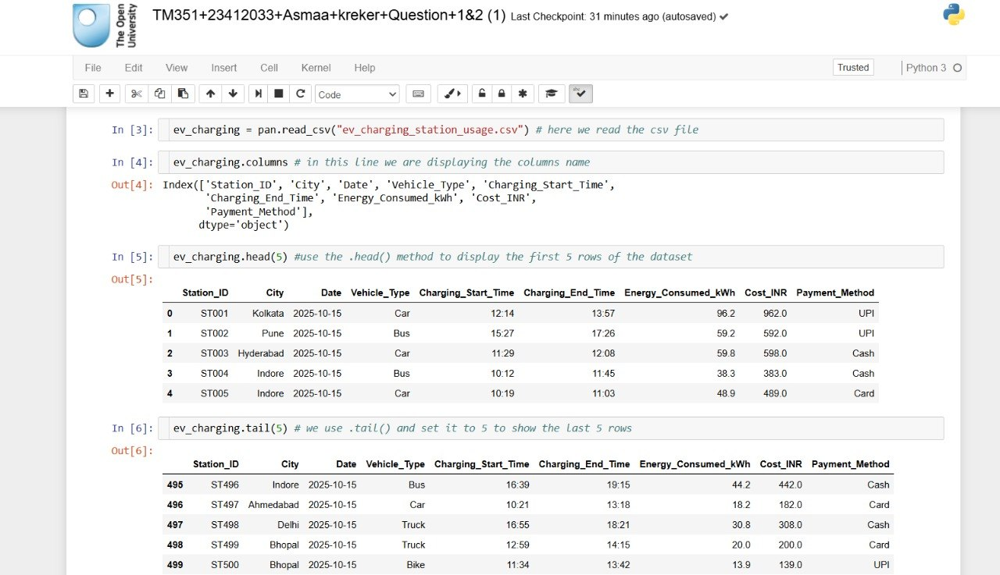 The Open University
TM351+23412033+Asmaa+kreker+Question+1&2 (1) Last Checkpoint: 31 minutes ago (autosaved)
File Edit View Insert Cell Kernel Help Trusted Python 3
Code
In [3]: ev_charging = pan.read_csv("ev_charging_station_usage.csv") # here we read the csv file
In [4]: ev_charging.columns # in this line we are displaying the columns name
Out[4]: Index(['Station_ID', 'City', 'Date', 'Vehicle_Type', 'Charging_Start_Time',
'Charging_End_Time', 'Energy_Consumed_kWh', 'Cost_INR',
'Payment_Method'],
dtype='object')
In [5]: ev_charging.head(5) #use the .head() method to display the first 5 rows of the dataset
Out[5]:
Station_ID City Date Vehicle_Type Charging_Start_Time Charging_End_Time Energy_Consumed_kWh Cost_INR Payment_Method
0 ST001 Kolkata 2025-10-15 Car 12:14 13:57 96.2 962.0 UPI
1 ST002 Pune 2025-10-15 Bus 15:27 17:26 59.2 592.0 UPI
2 ST003 Hyderabad 2025-10-15 Car 11:29 12:08 59.8 598.0 Cash
3 ST004 Indore 2025-10-15 Bus 10:12 11:45 38.3 383.0 Cash
4 ST005 Indore 2025-10-15 Car 10:19 11:03 48.9 489.0 Card
In [6]: ev_charging.tail(5) # we use .tail() and set it to 5 to show the last 5 rows
Out[6]:
Station_ID City Date Vehicle_Type Charging_Start_Time Charging_End_Time Energy_Consumed_kWh Cost_INR Payment_Method
495 ST496 Indore 2025-10-15 Bus 16:39 19:15 44.2 442.0 Cash
496 ST497 Ahmedabad 2025-10-15 Car 10:21 13:18 18.2 182.0 Card
497 ST498 Delhi 2025-10-15 Truck 16:55 18:21 30.8 308.0 Cash
498 ST499 Bhopal 2025-10-15 Truck 12:59 14:15 20.0 200.0 Card
499 ST500 Bhopal 2025-10-15 Bike 11:34 13:42 13.9 139.0 UPI